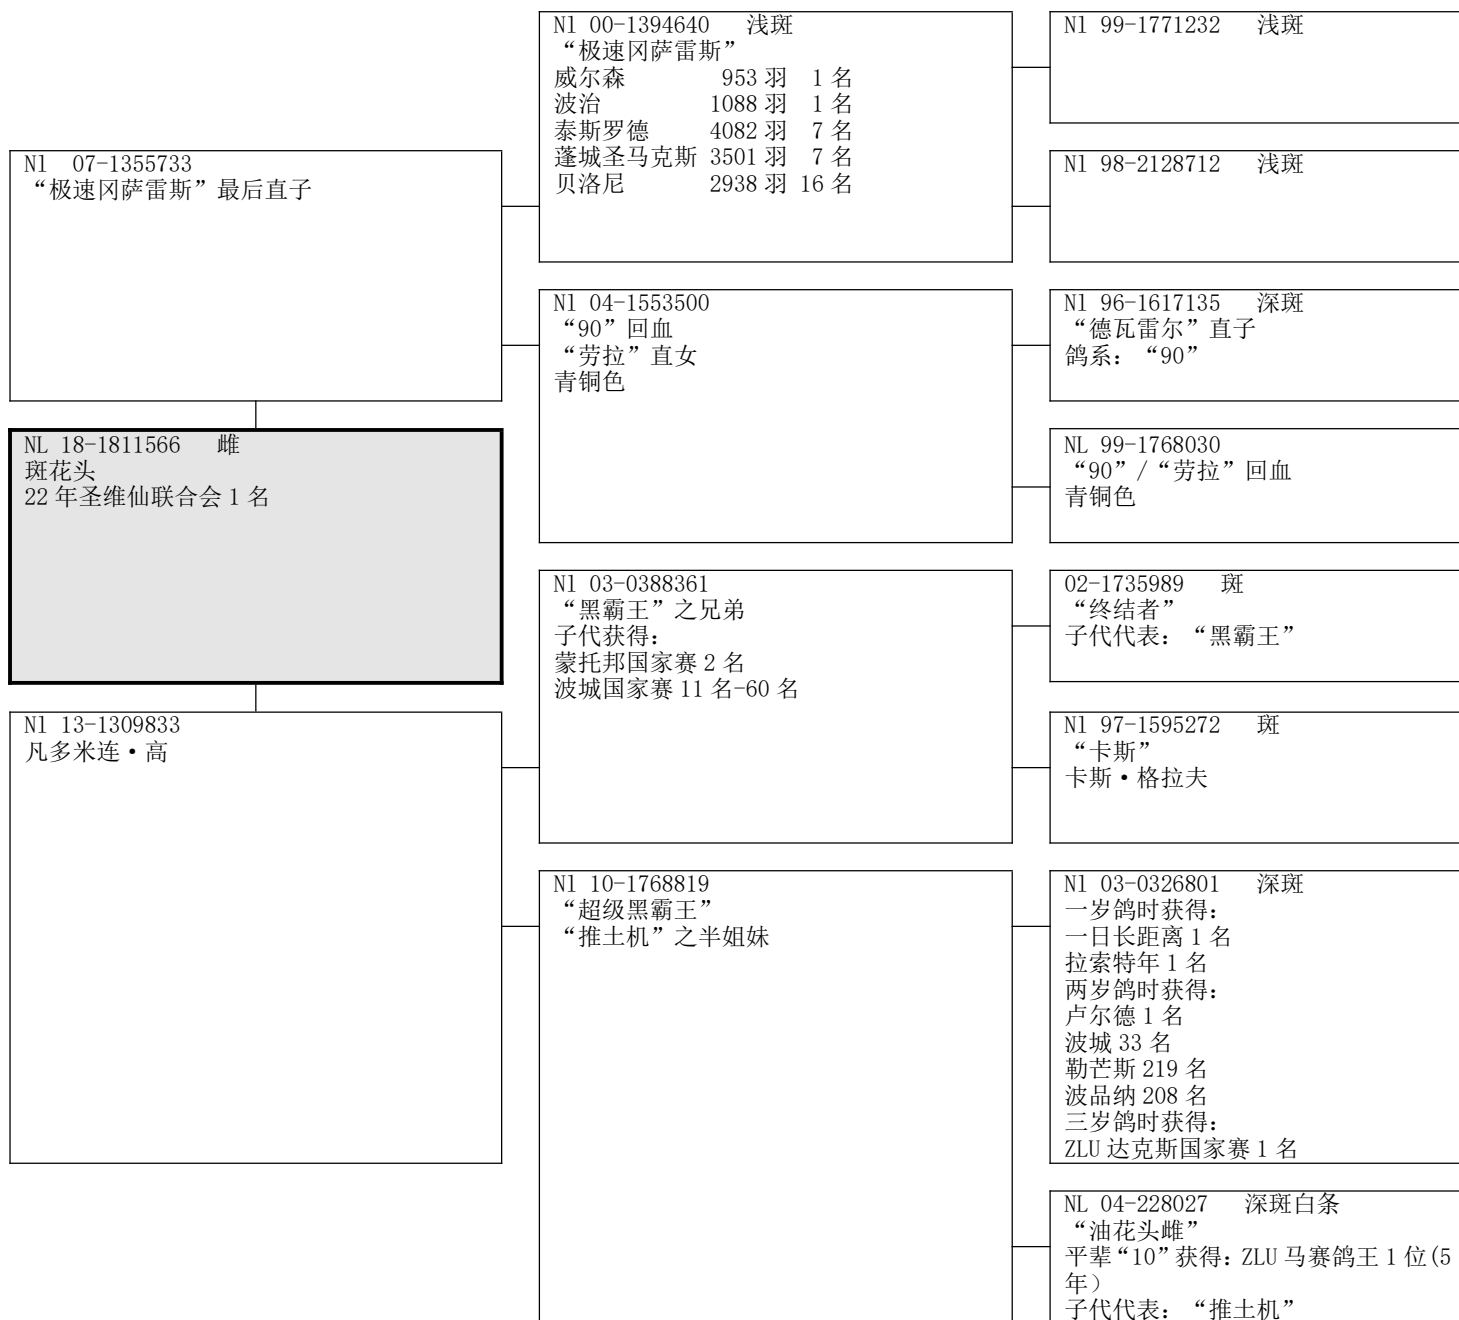 Nl 07-1355733
“极速冈萨雷斯”最后直子
NL 18-1811566 雌
斑花头
22 年圣维仙联合会 1 名
Nl 13-1309833
凡多米连•高
Nl 00-1394640 浅斑
“极速冈萨雷斯”
威尔森 953 羽 1 名
波治 1088 羽 1 名
泰斯罗德 4082 羽 7 名
蓬城圣马克斯 3501 羽 7 名
贝洛尼 2938 羽 16 名
Nl 04-1553500
“90”回血
“劳拉”直女
青铜色
Nl 03-0388361
“黑霸王”之兄弟
子代获得：
蒙托邦国家赛 2 名
波城国家赛 11 名-60 名
Nl 10-1768819
“超级黑霸王”
“推土机”之半姐妹
Nl 99-1771232 浅斑
Nl 98-2128712 浅斑
Nl 96-1617135 深斑
“德瓦雷尔”直子
鸽系：“90”
NL 99-1768030
“90”/“劳拉”回血
青铜色
02-1735989 斑
“终结者”
子代代表：“黑霸王”
Nl 97-1595272 斑
“卡斯”
卡斯•格拉夫
Nl 03-0326801 深斑
一岁鸽时获得：
一日长距离 1 名
拉索特年 1 名
两岁鸽时获得：
卢尔德 1 名
波城 33 名
勒芒斯 219 名
波品纳 208 名
三岁鸽时获得：
ZLU 达克斯国家赛 1 名
NL 04-228027 深斑白条
“油花头雌”
平辈“10”获得：ZLU 马赛鸽王 1 位(5
年）
子代代表：“推土机”